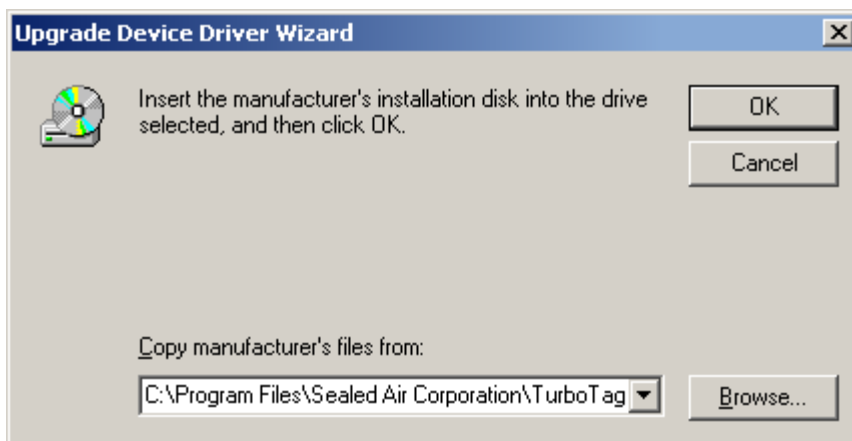 Upgrade Device Driver Wizard
Insert the manufacturer's installation disk into the drive
selected, and then click OK.
OK
Cancel
Copy manufacturer's files from:
C:\Program Files\Sealed Air Corporation\TurboTag
Browse...